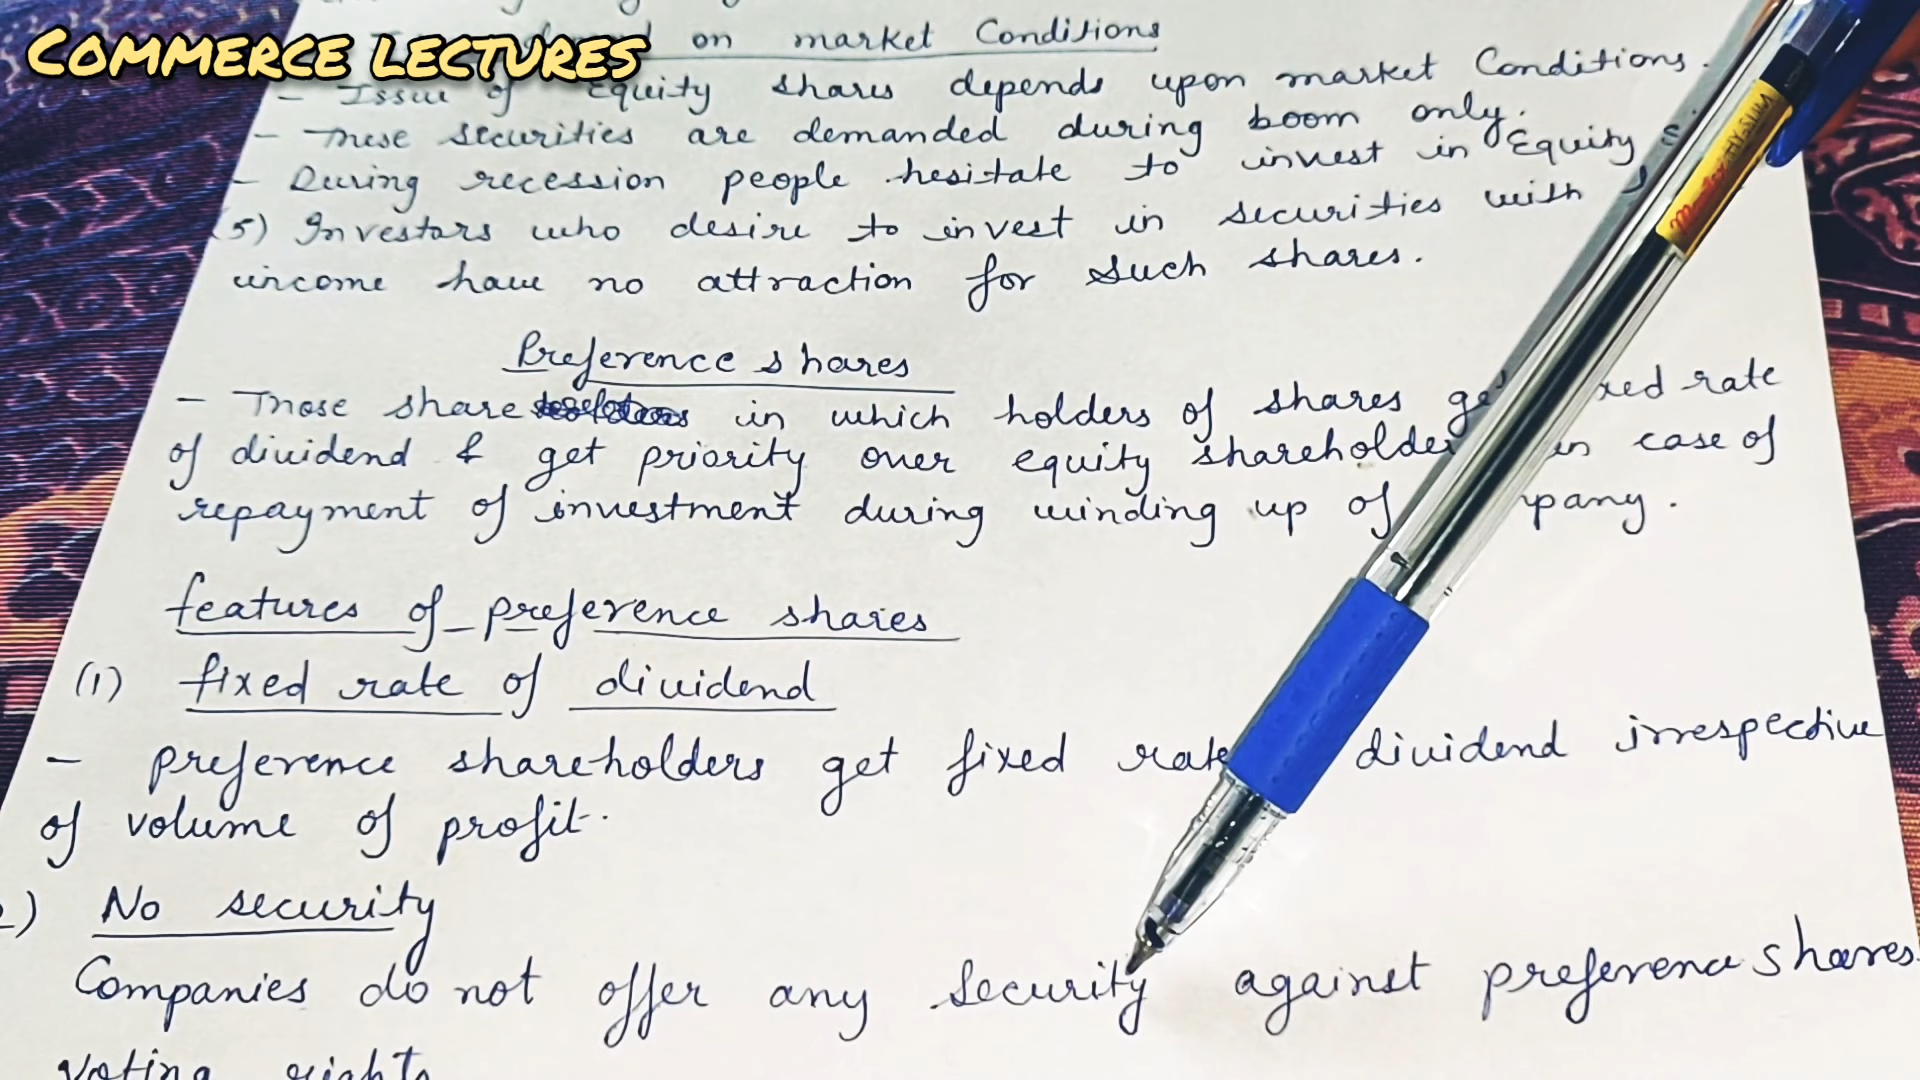 COMMERCE LECTURES
on market Conditions
- Issue of Equity shares depends upon market Conditions.
- These securities are demanded during boom only.
- During recession people hesitate to invest in Equity
(5) Investors who desire to invest in securities with
income have no attraction for such shares.
Preference shares
- Those share in which holders of shares get rate
of dividend & get priority over equity shareholder in case of
repayment of investment during winding up of
features of preference shares
(1) fixed rate of dividend
- preference shareholders get fixed rate dividend irrespective
of volume of profit.
) No security
Companies do not offer any security against preference shares.
Voting rights